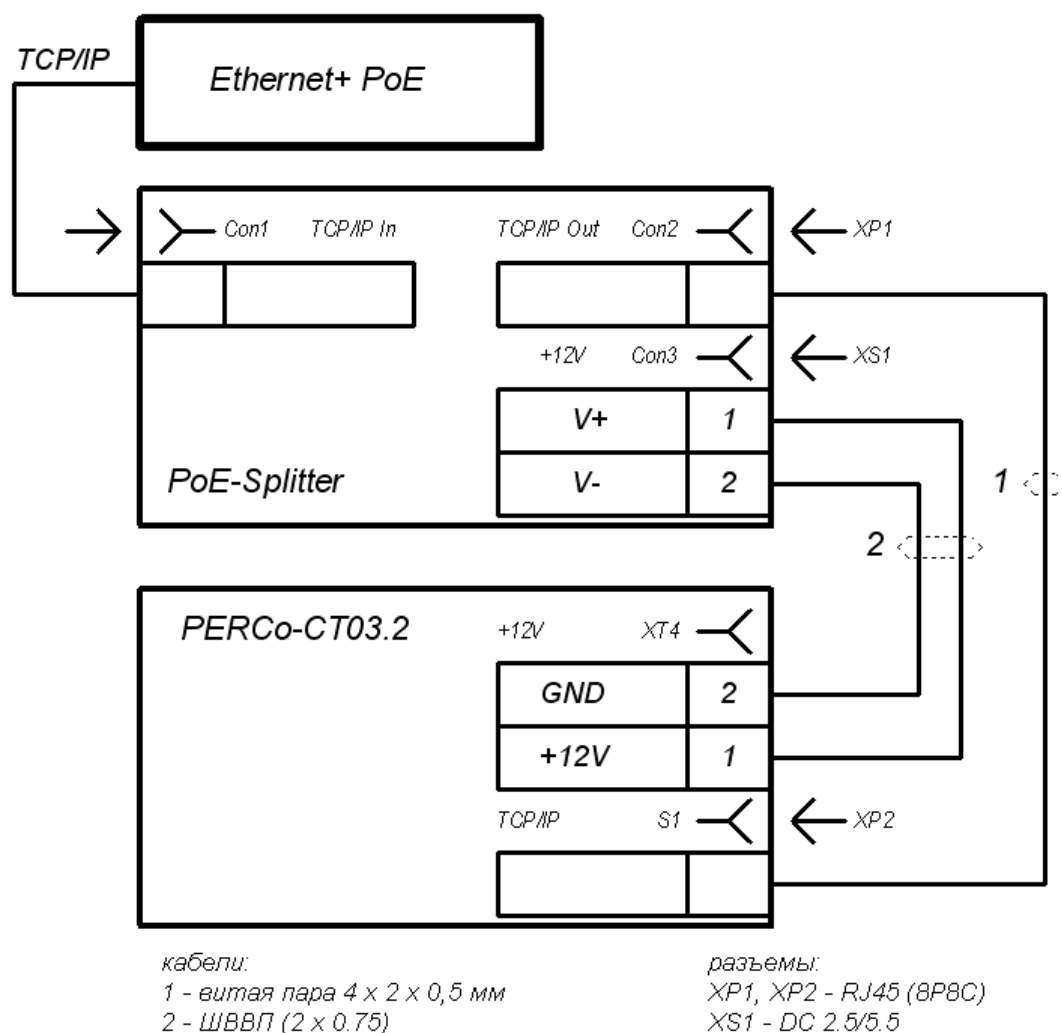 TCP/IP
Ethernet+ PoE
Con1 TCP/IP In TCP/IP Out Con2 XP1
+12V Con3 XS1
V+ 1
PoE-Splitter V- 2
1
2
PERCo-CT03.2 +12V XT4
GND 2
+12V 1
TCP/IP S1 XP2
кабели:
1 - витая пара 4 x 2 x 0,5 мм
2 - ШВВП (2 x 0.75)
разъемы:
XP1, XP2 - RJ45 (8P8C)
XS1 - DC 2.5/5.5